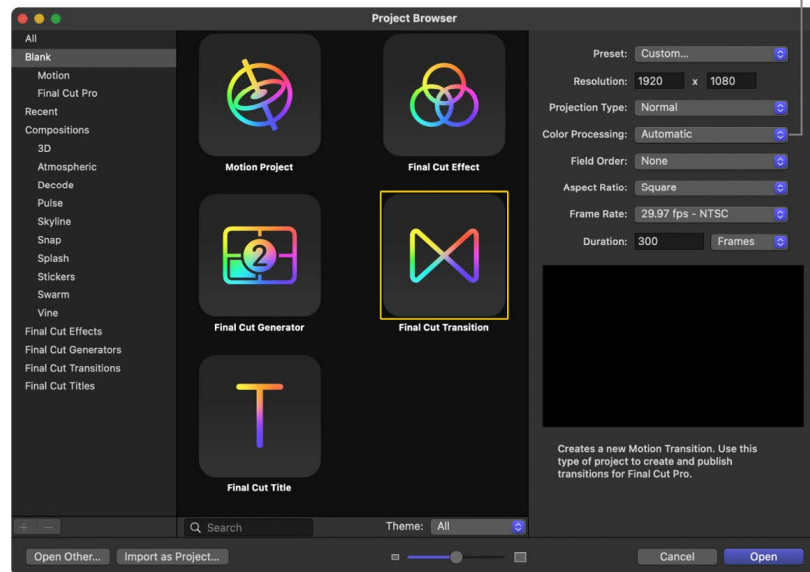 Project Browser
All
Blank
Motion
Final Cut Pro
Recent
Compositions
3D
Atmospheric
Decode
Pulse
Skyline
Snap
Splash
Stickers
Swarm
Vine
Final Cut Effects
Final Cut Generators
Final Cut Transitions
Final Cut Titles
Motion Project
Final Cut Effect
2
Final Cut Generator
Final Cut Transition
T
Final Cut Title
Preset: Custom...
Resolution: 1920 x 1080
Projection Type: Normal
Color Processing: Automatic
Field Order: None
Aspect Ratio: Square
Frame Rate: 29.97 fps - NTSC
Duration: 300 Frames
Creates a new Motion Transition. Use this
type of project to create and publish
transitions for Final Cut Pro.
+ −
Search
Theme: All
Open Other...
Import as Project...
Cancel
Open